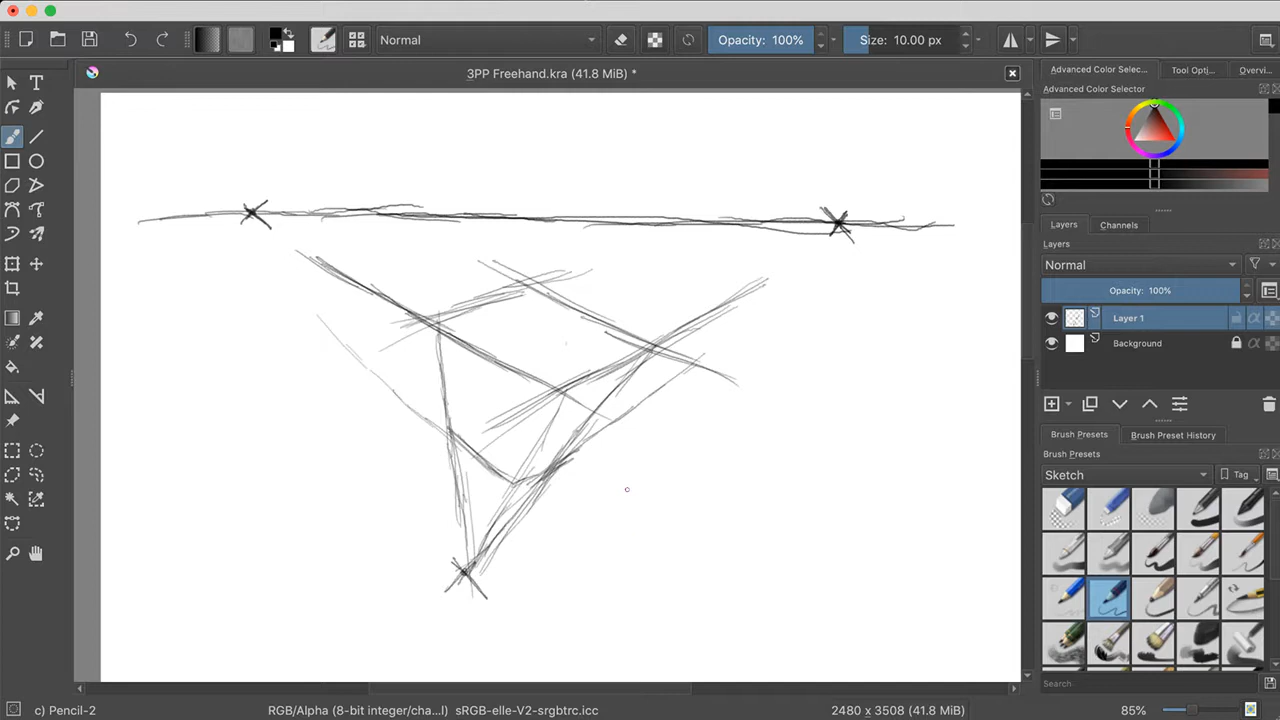 Normal
Opacity: 100%
Size: 10.00 px
3PP Freehand.kra (41.8 MiB) *
Advanced Color Selec...
Tool Opti...
Overvi...
Advanced Color Selector
Layers
Channels
Layers
Normal
Opacity: 100%
Layer 1
Background
Brush Presets
Brush Preset History
Brush Presets
Sketch
Tag
Search
c) Pencil-2
RGB/Alpha (8-bit integer/cha...l) sRGB-elle-V2-srgbtrc.icc
2480 x 3508 (41.8 MiB)
85%